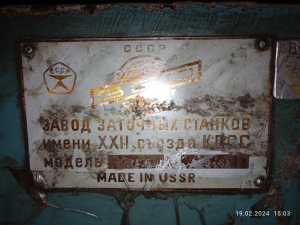 СССР
ЗАВОД ЗАТОЧНЫХ СТАНКОВ
имени XXII съезда КПСС
модель
MADE IN USSR
19.02.2024 15:03